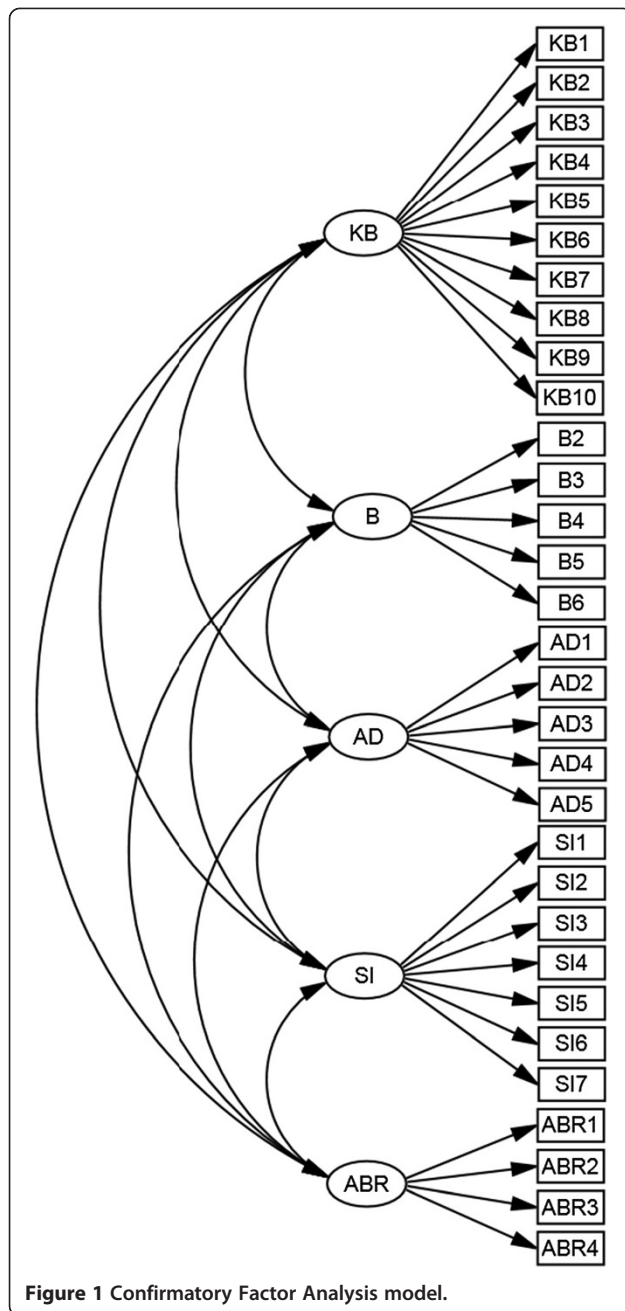 KB1
KB2
KB3
KB4
KB5
KB
KB6
KB7
KB8
KB9
KB10
B2
B3
B
B4
B5
B6
AD1
AD2
AD3
AD
AD4
AD5
SI1
SI2
SI3
SI
SI4
SI5
SI6
SI7
ABR1
ABR2
ABR
ABR3
ABR4
Figure 1 Confirmatory Factor Analysis model.